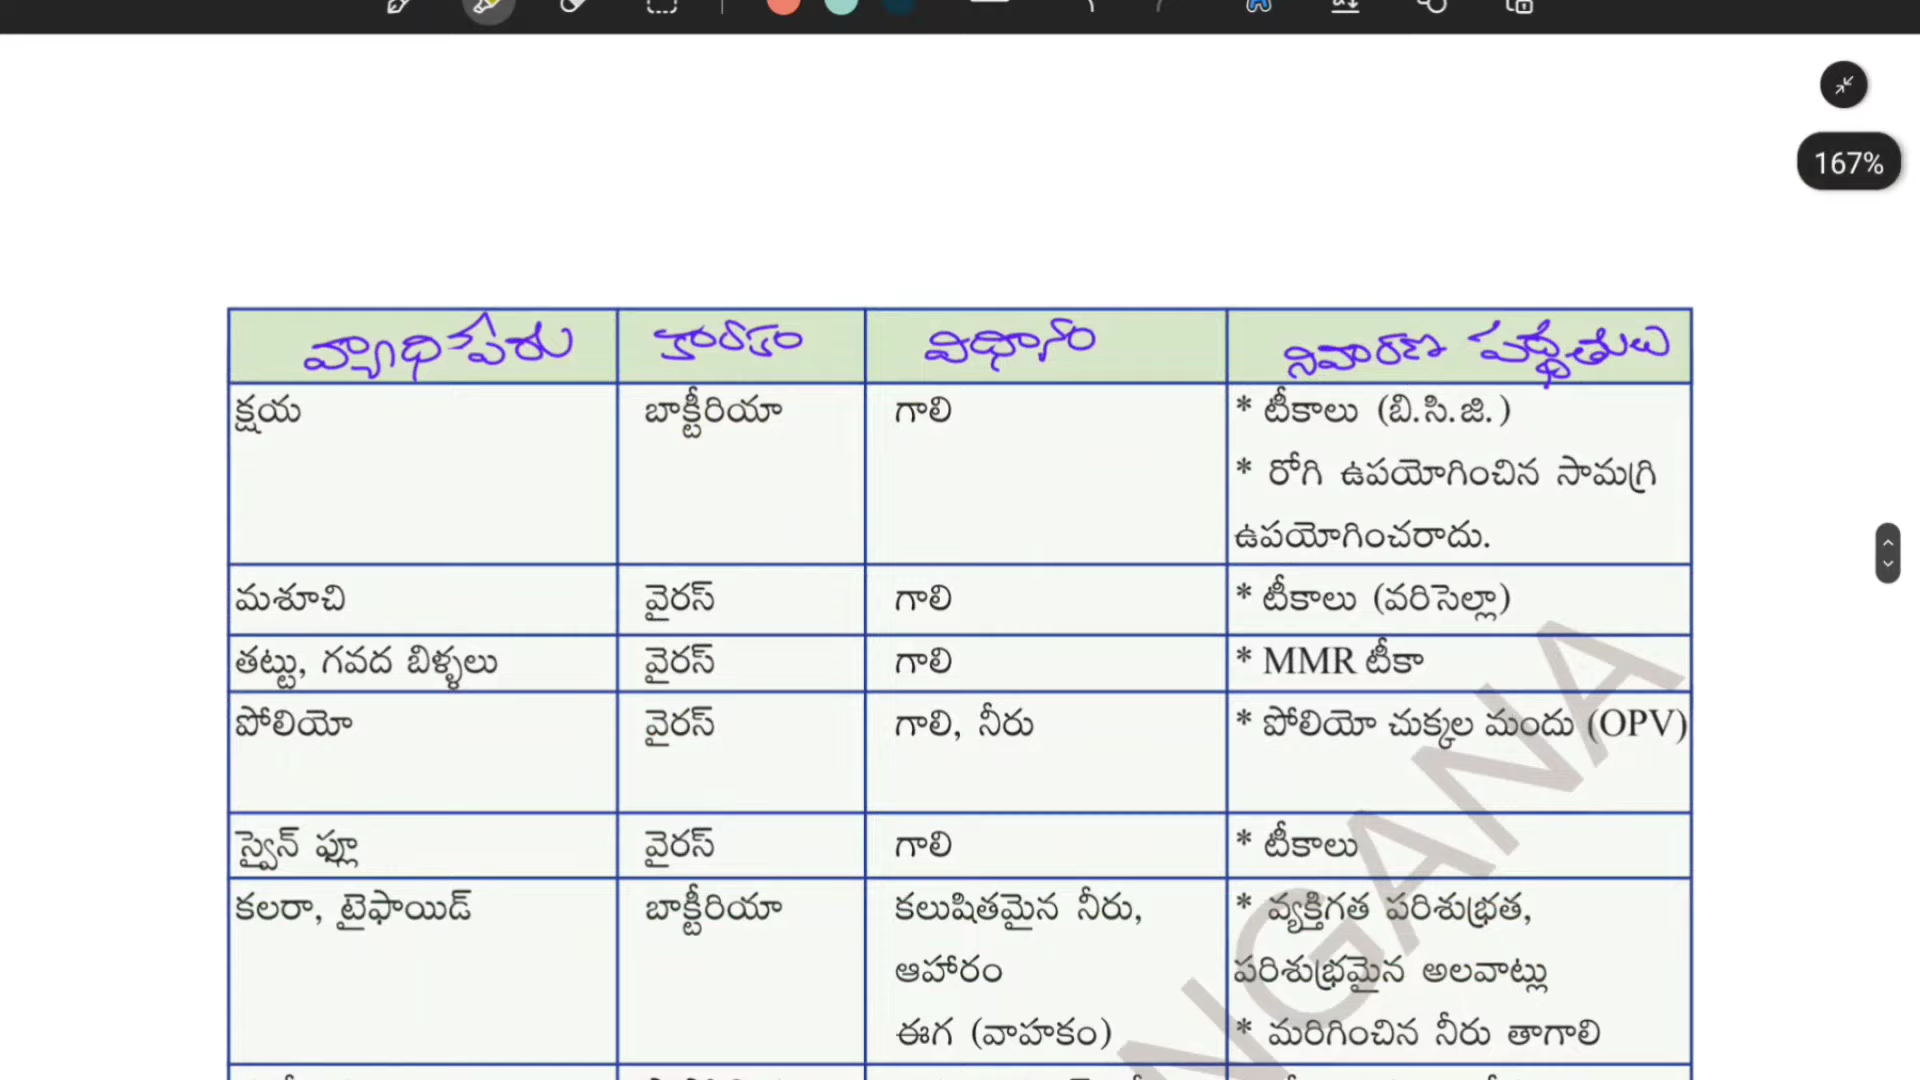 167%
వ్యాధిపేరు కారకం విధానం నివారణ పద్ధతులు
క్షయ బాక్టీరియా గాలి * టీకాలు (బి.సి.జి.)
* రోగి ఉపయోగించిన సామగ్రి
ఉపయోగించరాదు.
మశూచి వైరస్ గాలి * టీకాలు (వరిసెల్లా)
తట్టు, గవద బిళ్ళలు వైరస్ గాలి * MMR టీకా
పోలియో వైరస్ గాలి, నీరు * పోలియో చుక్కల మందు (OPV)
స్వైన్ ఫ్లూ వైరస్ గాలి * టీకాలు
కలరా, టైఫాయిడ్ బాక్టీరియా కలుషితమైన నీరు, * వ్యక్తిగత పరిశుభ్రత,
ఆహారం పరిశుభ్రమైన అలవాట్లు
ఈగ (వాహకం) * మరిగించిన నీరు తాగాలి
NGANA